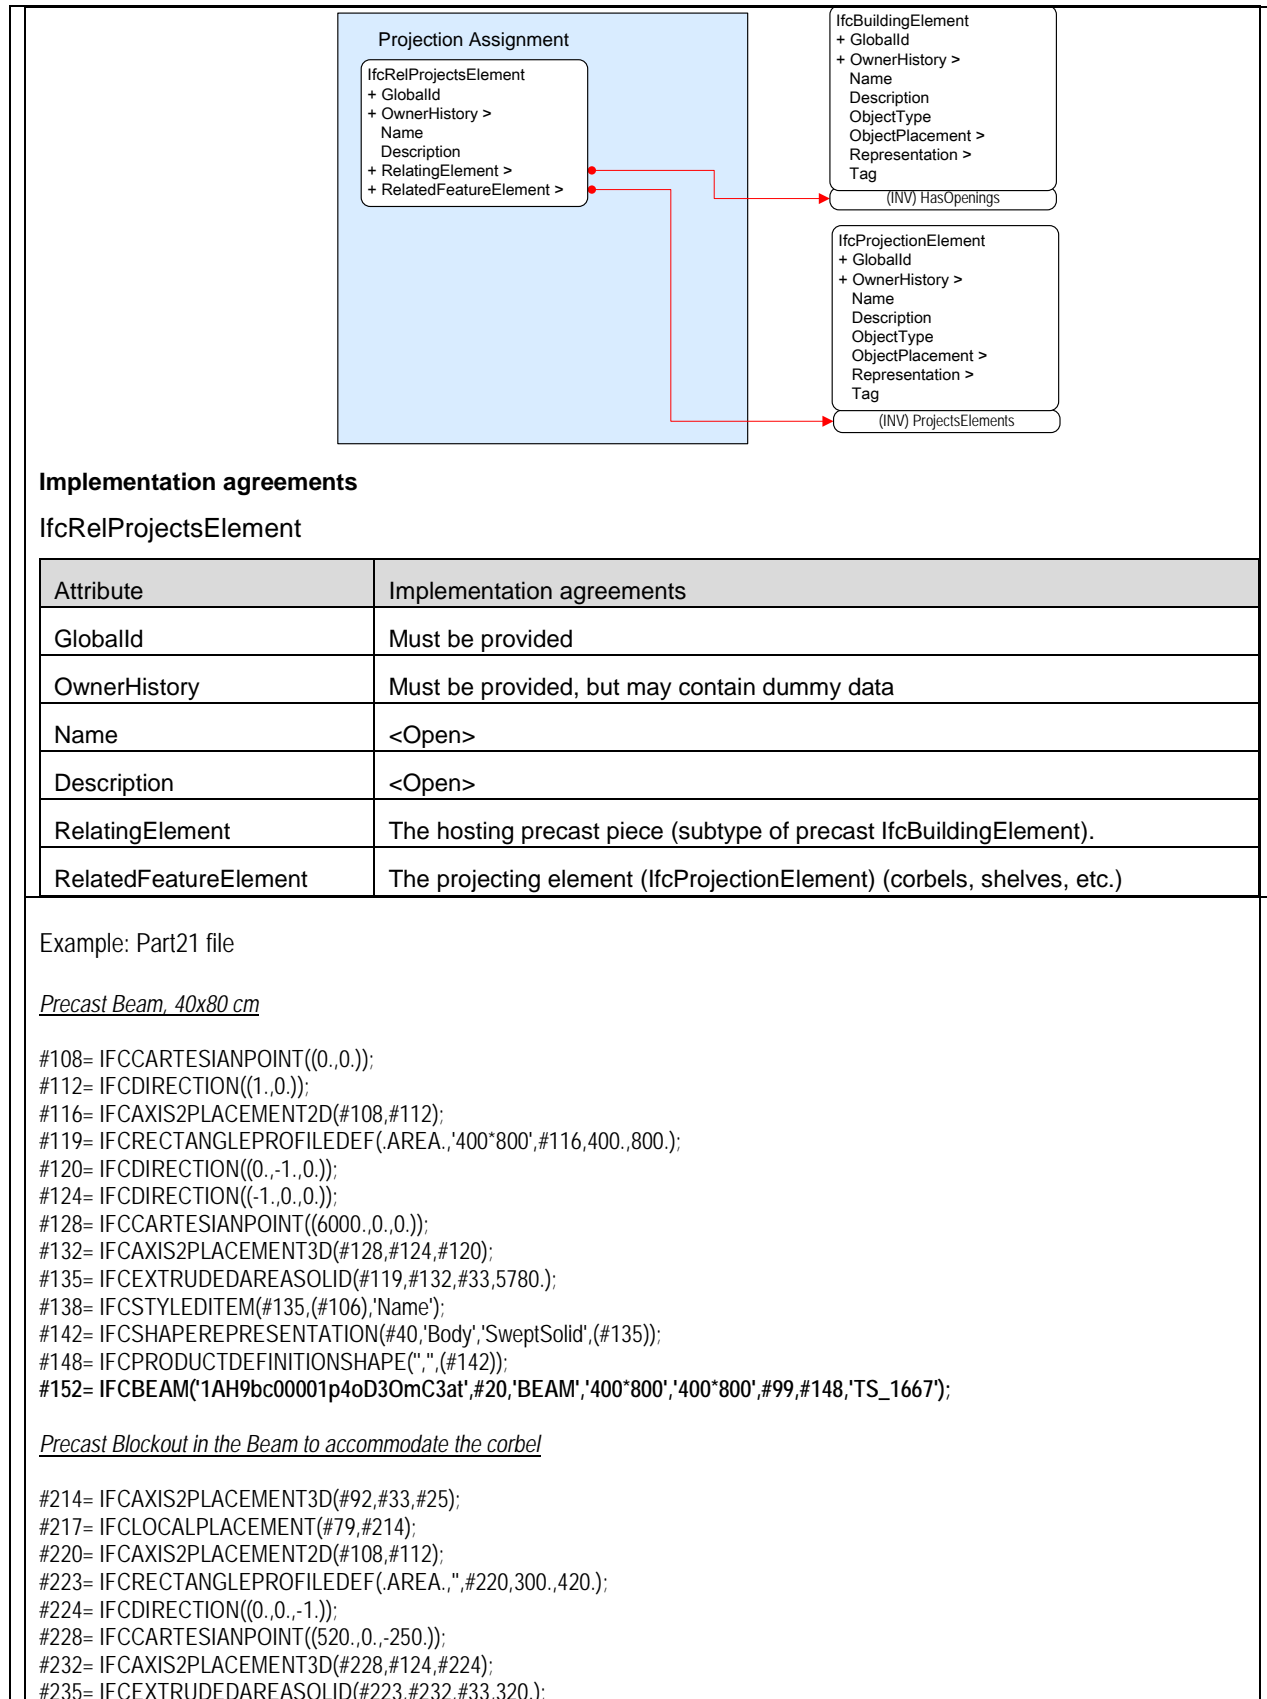 Projection Assignment
IfcRelProjectsElement
+ GlobalId
+ OwnerHistory >
Name
Description
+ RelatingElement >
+ RelatedFeatureElement >
IfcBuildingElement
+ GlobalId
+ OwnerHistory >
Name
Description
ObjectType
ObjectPlacement >
Representation >
Tag
(INV) HasOpenings
IfcProjectionElement
+ GlobalId
+ OwnerHistory >
Name
Description
ObjectType
ObjectPlacement >
Representation >
Tag
(INV) ProjectsElements
Implementation agreements
IfcRelProjectsElement
Attribute Implementation agreements
GlobalId Must be provided
OwnerHistory Must be provided, but may contain dummy data
Name <Open>
Description <Open>
RelatingElement The hosting precast piece (subtype of precast IfcBuildingElement).
RelatedFeatureElement The projecting element (IfcProjectionElement) (corbels, shelves, etc.)
Example: Part21 file
Precast Beam, 40x80 cm
#108= IFCCARTESIANPOINT((0.,0.));
#112= IFCDIRECTION((1.,0.));
#116= IFCAXIS2PLACEMENT2D(#108,#112);
#119= IFCRECTANGLEPROFILEDEF(.AREA.,'400*800',#116,400.,800.);
#120= IFCDIRECTION((0.,-1.,0.));
#124= IFCDIRECTION((-1.,0.,0.));
#128= IFCCARTESIANPOINT((6000.,0.,0.));
#132= IFCAXIS2PLACEMENT3D(#128,#124,#120);
#135= IFCEXTRUDEDAREASOLID(#119,#132,#33,5780.);
#138= IFCSTYLEDITEM(#135,(#106),'Name');
#142= IFCSHAPEREPRESENTATION(#40,'Body','SweptSolid',(#135));
#148= IFCPRODUCTDEFINITIONSHAPE('','',(#142));
#152= IFCBEAM('1AH9bc00001p4oD3OmC3at',#20,'BEAM','400*800','400*800',#99,#148,'TS_1667');
Precast Blockout in the Beam to accommodate the corbel
#214= IFCAXIS2PLACEMENT3D(#92,#33,#25);
#217= IFCLOCALPLACEMENT(#79,#214);
#220= IFCAXIS2PLACEMENT2D(#108,#112);
#223= IFCRECTANGLEPROFILEDEF(.AREA.,'',#220,300.,420.);
#224= IFCDIRECTION((0.,0.,-1.));
#228= IFCCARTESIANPOINT((520.,0.,-250.));
#232= IFCAXIS2PLACEMENT3D(#228,#124,#224);
#235= IFCEXTRUDEDAREASOLID(#223,#232,#33,320.);